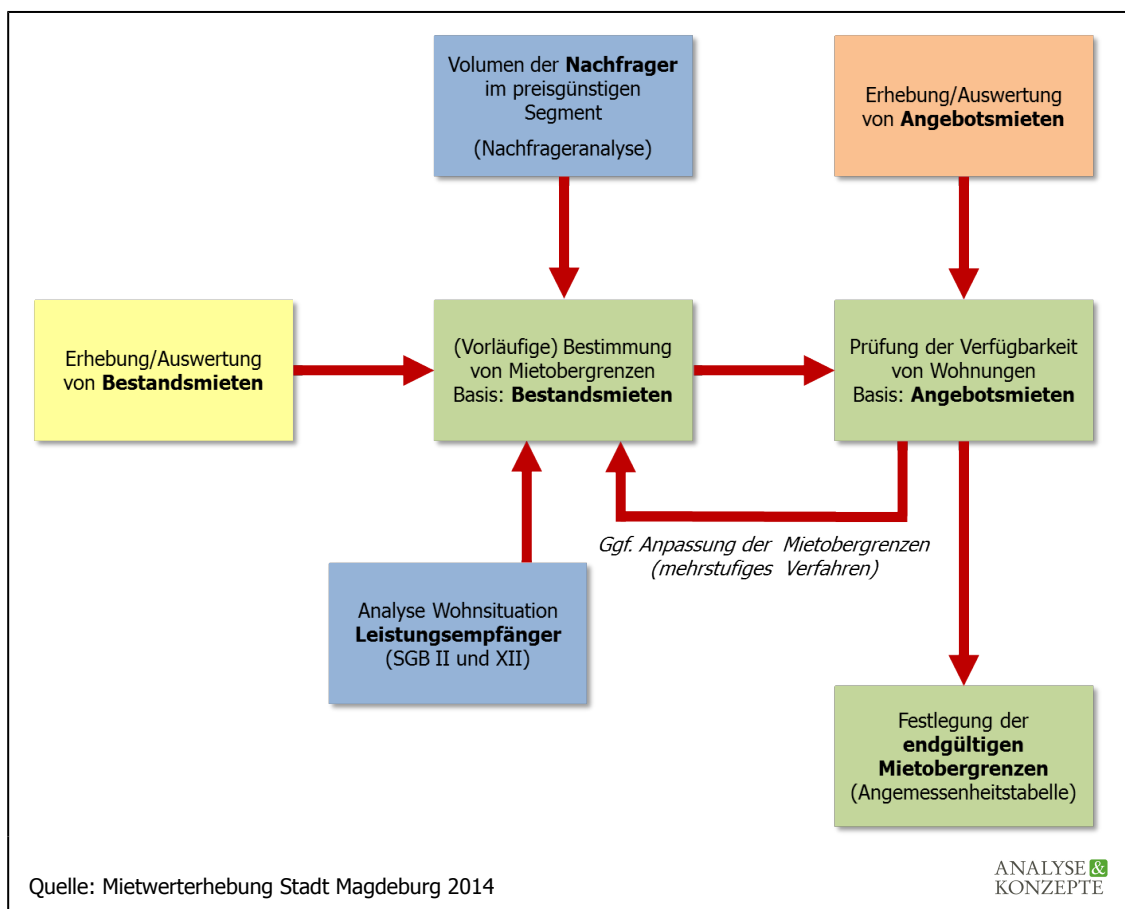 Volumen der Nachfrager
im preisgünstigen
Segment
(Nachfrageranalyse)
Erhebung/Auswertung
von Angebotsmieten
Erhebung/Auswertung
von Bestandsmieten
(Vorläufige) Bestimmung
von Mietobergrenzen
Basis: Bestandsmieten
Prüfung der Verfügbarkeit
von Wohnungen
Basis: Angebotsmieten
Ggf. Anpassung der Mietobergrenzen
(mehrstufiges Verfahren)
Analyse Wohnsituation
Leistungsempfänger
(SGB II und XII)
Festlegung der
endgültigen
Mietobergrenzen
(Angemessenheitstabelle)
Quelle: Mietwerterhebung Stadt Magdeburg 2014
ANALYSE &
KONZEPTE